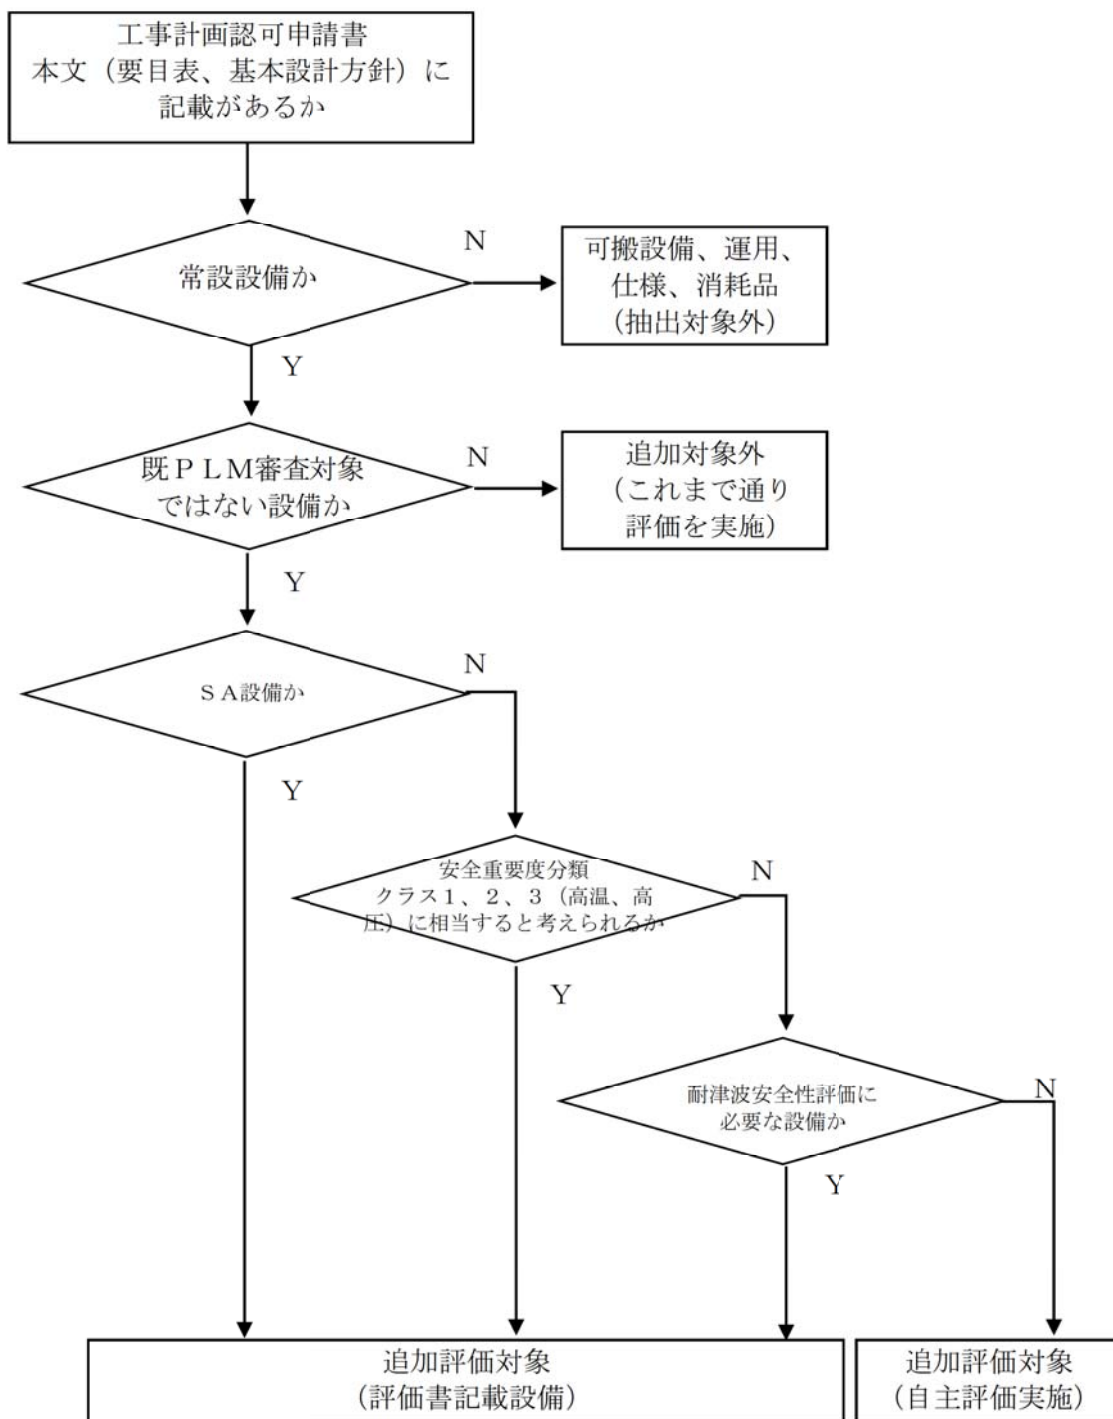 工事計画認可申請書
本文（要目表、基本設計方針）に
記載があるか
常設設備か
N
可搬設備、運用、
仕様、消耗品
（抽出対象外）
Y
既ＰＬＭ審査対象
ではない設備か
N
追加対象外
（これまで通り
評価を実施）
Y
ＳＡ設備か
N
Y
安全重要度分類
クラス１、２、３（高温、高
圧）に相当すると考えられるか
N
Y
耐津波安全性評価に
必要な設備か
N
Y
追加評価対象
（評価書記載設備）
追加評価対象
（自主評価実施）